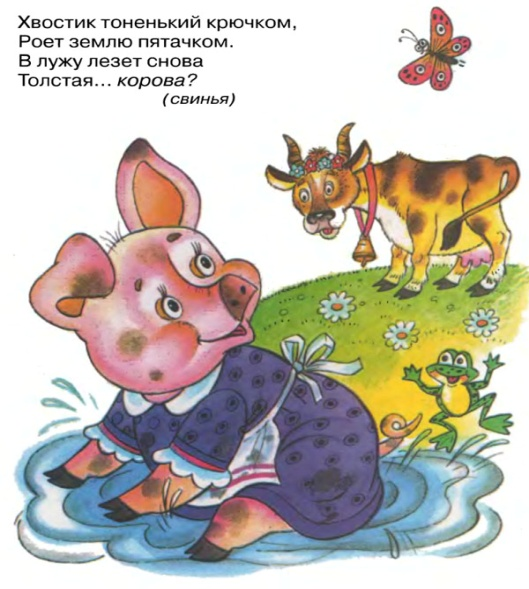 Хвостик тоненький крючком,
Роет землю пятачком.
В лужу лезет снова
Толстая... корова?
(свинья)